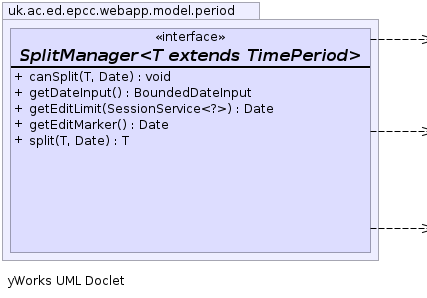 uk.ac.ed.epcc.webapp.model.period
«interface»
SplitManager<T extends TimePeriod>
+ canSplit(T, Date) : void
+ getDateInput() : BoundedDateInput
+ getEditLimit(SessionService<?>) : Date
+ getEditMarker() : Date
+ split(T, Date) : T
yWorks UML Doclet